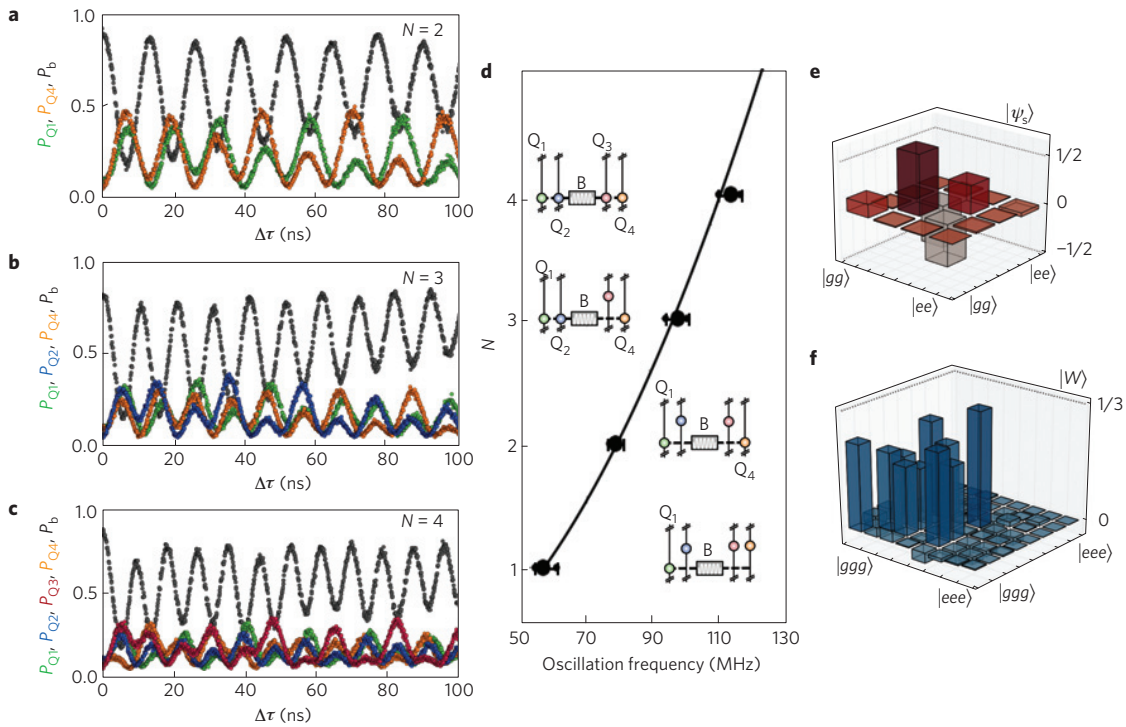 a
1.0
0.5
0.0
P_Q1, P_Q4, P_b
N = 2
0 20 40 60 80 100
Δτ (ns)
b
1.0
0.5
0.0
P_Q1, P_Q2, P_Q4, P_b
N = 3
0 20 40 60 80 100
Δτ (ns)
c
1.0
0.5
0.0
P_Q1, P_Q2, P_Q3, P_Q4, P_b
N = 4
0 20 40 60 80 100
Δτ (ns)
d
N
4
3
2
1
Q1 Q3
B
Q2 Q4
Q1
B
Q2 Q4
Q1
B
Q4
Q1
B
50 70 90 110 130
Oscillation frequency (MHz)
e
|ψs⟩
1/2
0
−1/2
|gg⟩ |ee⟩
|ee⟩ |gg⟩
f
|W⟩
1/3
0
|ggg⟩ |eee⟩
|eee⟩ |ggg⟩